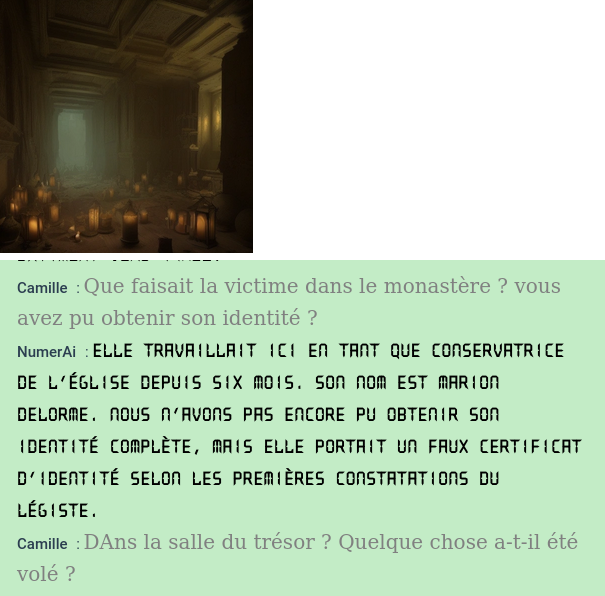 Camille : Que faisait la victime dans le monastère ? vous
avez pu obtenir son identité ?
NumerAi : ELLE TRAVAILLAIT ICI EN TANT QUE CONSERVATRICE
DE L'ÉGLISE DEPUIS SIX MOIS. SON NOM EST MARION
DELORME. NOUS N'AVONS PAS ENCORE PU OBTENIR SON
IDENTITÉ COMPLÈTE, MAIS ELLE PORTAIT UN FAUX CERTIFICAT
D'IDENTITÉ SELON LES PREMIÈRES CONSTATATIONS DU
LÉGISTE.
Camille : DAns la salle du trésor ? Quelque chose a-t-il été
volé ?